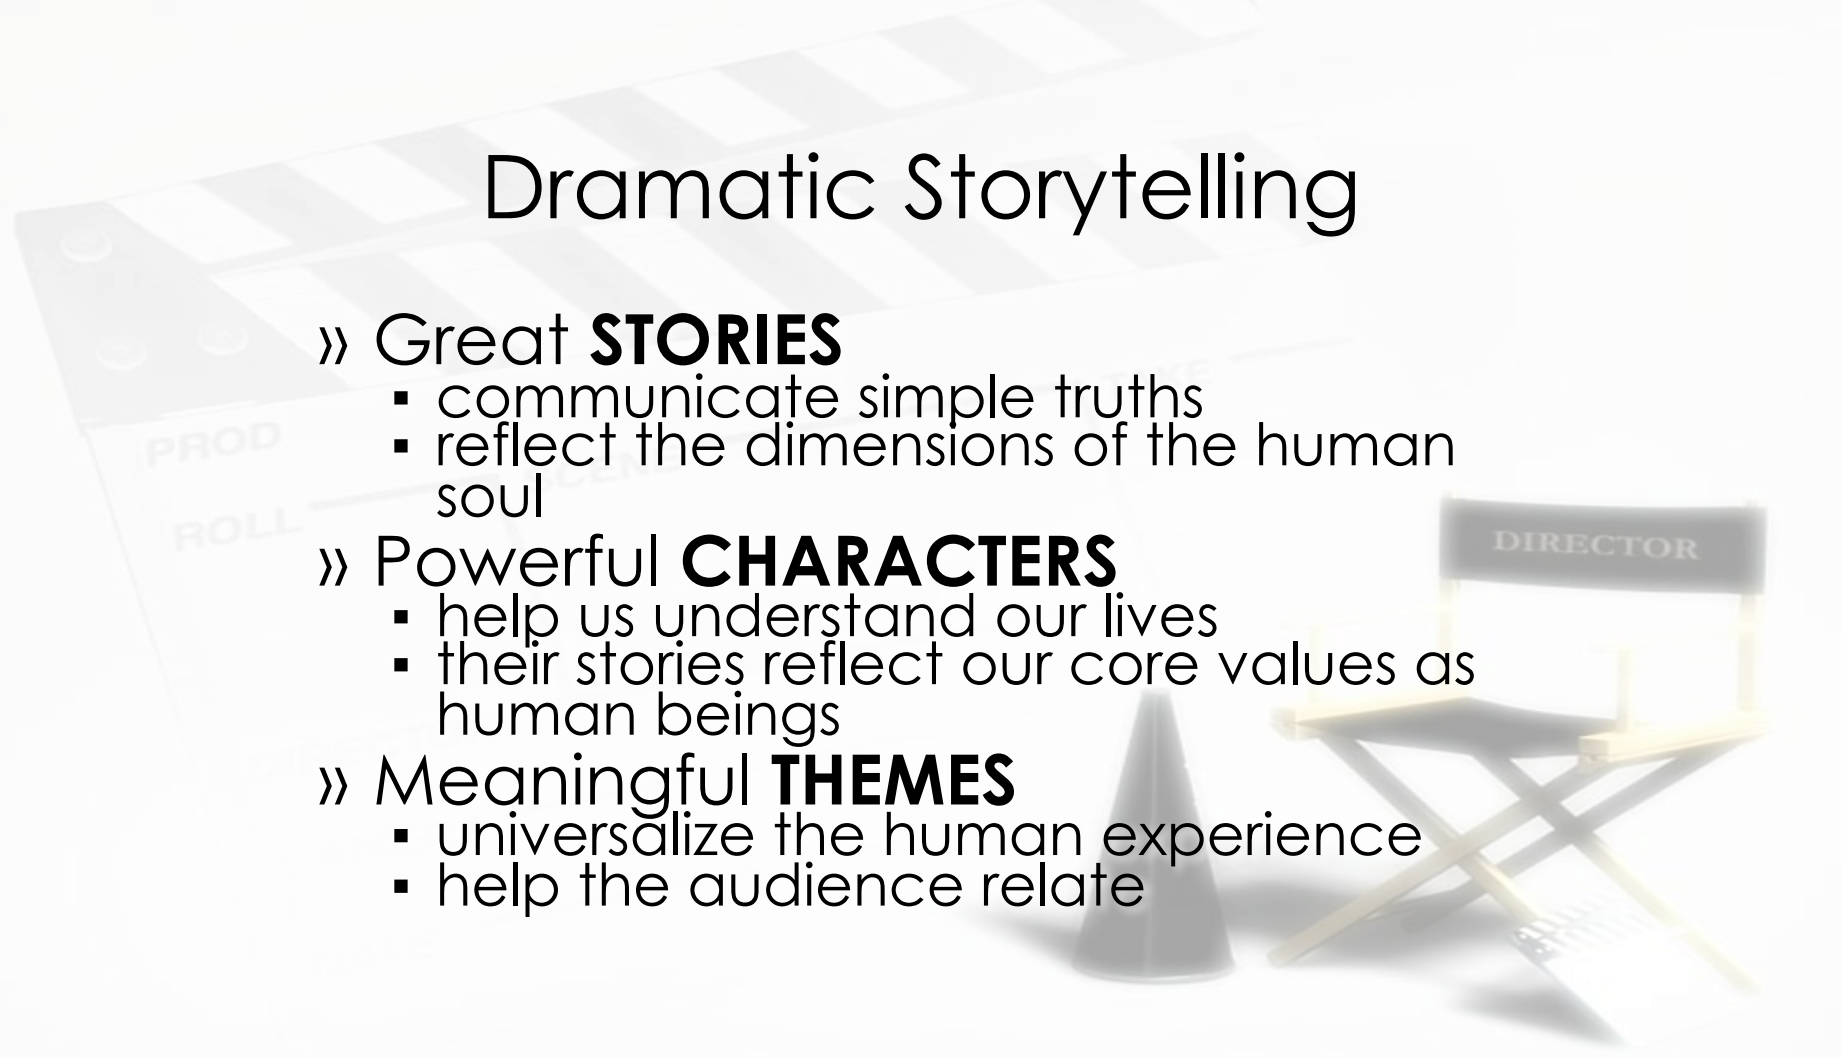 Dramatic Storytelling
» Great STORIES
▪ communicate simple truths
▪ reflect the dimensions of the human
soul
» Powerful CHARACTERS
▪ help us understand our lives
▪ their stories reflect our core values as
human beings
» Meaningful THEMES
▪ universalize the human experience
▪ help the audience relate
PROD
ROLL
SCENE
TAKE
DIRECTOR